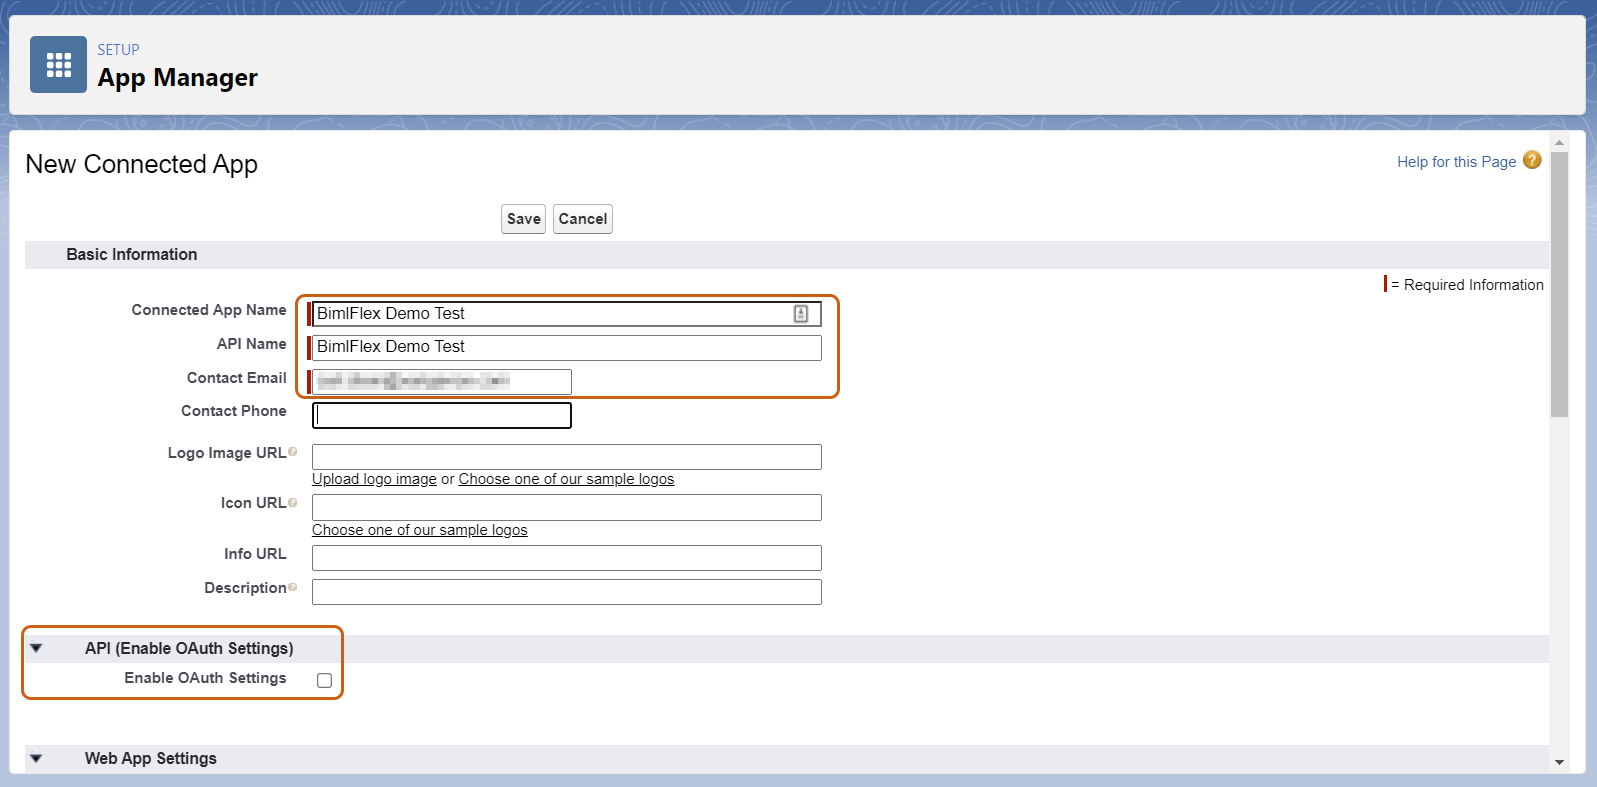 SETUP
App Manager
New Connected App
Help for this Page ?
Save Cancel
Basic Information
= Required Information
Connected App Name BimlFlex Demo Test
API Name BimlFlex Demo Test
Contact Email
Contact Phone
Logo Image URL
Upload logo image or Choose one of our sample logos
Icon URL
Choose one of our sample logos
Info URL
Description
API (Enable OAuth Settings)
Enable OAuth Settings
Web App Settings